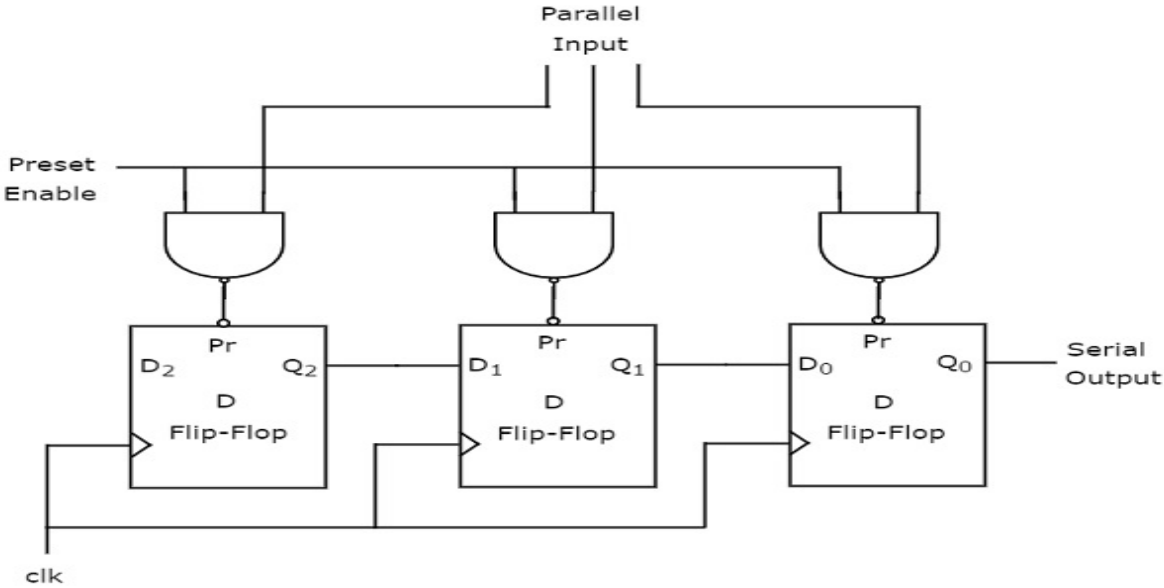 Parallel
Input
Preset
Enable
Pr
D₂
Q₂
D
Flip-Flop
Pr
D₁
Q₁
D
Flip-Flop
Pr
D₀
Q₀
D
Flip-Flop
Serial
Output
clk